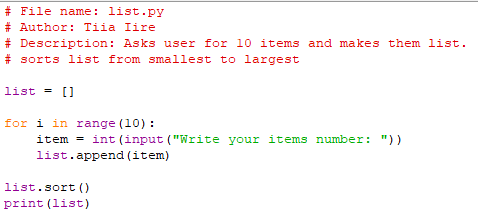 # File name: list.py
# Author: Tiia Iire
# Description: Asks user for 10 items and makes them list.
# sorts list from smallest to largest
list = []
for i in range(10):
    item = int(input("Write your items number: "))
    list.append(item)
list.sort()
print(list)